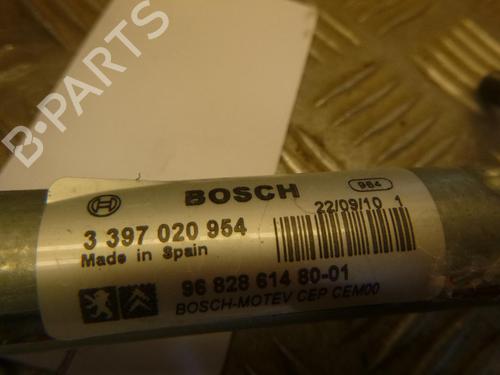 B-PARTS
BOSCH
984
3 397 020 954
22/09/10 1
Made in Spain
96 828 614 80-01
BOSCH-MOTEV CEP CEM00